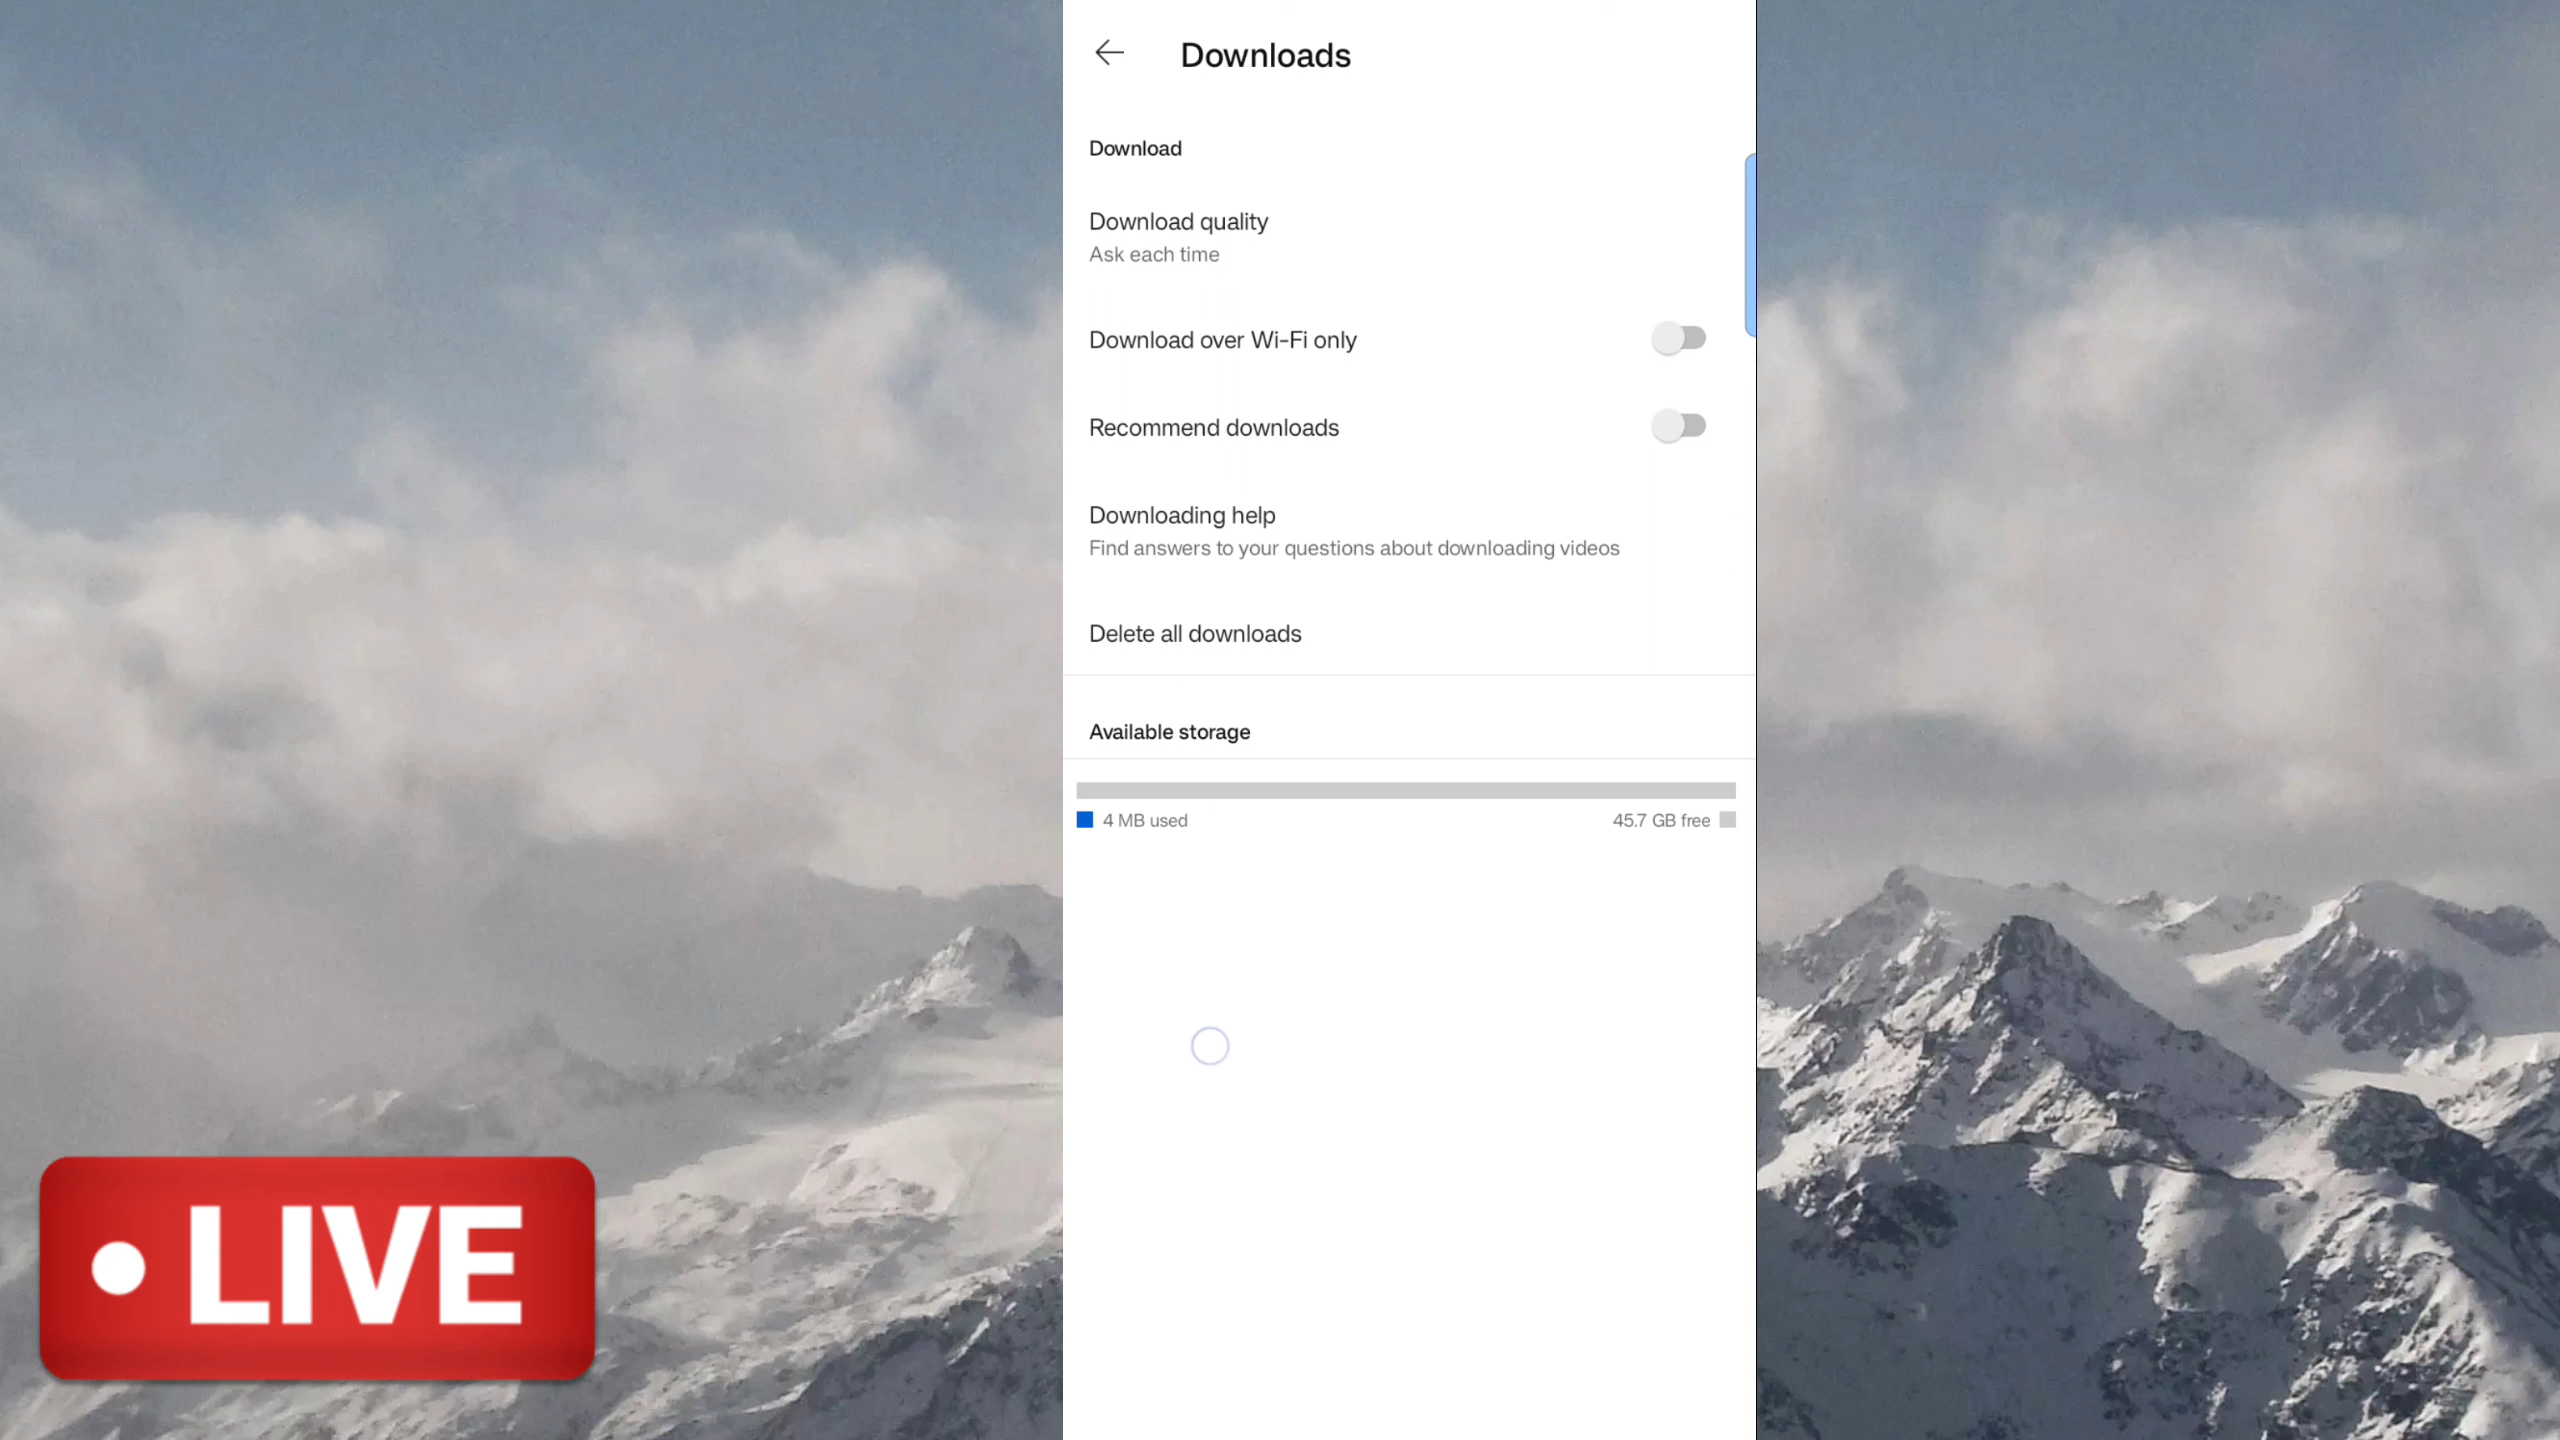 Downloads
Download
Download quality
Ask each time
Download over Wi-Fi only
Recommend downloads
Downloading help
Find answers to your questions about downloading videos
Delete all downloads
Available storage
4 MB used
45.7 GB free
LIVE